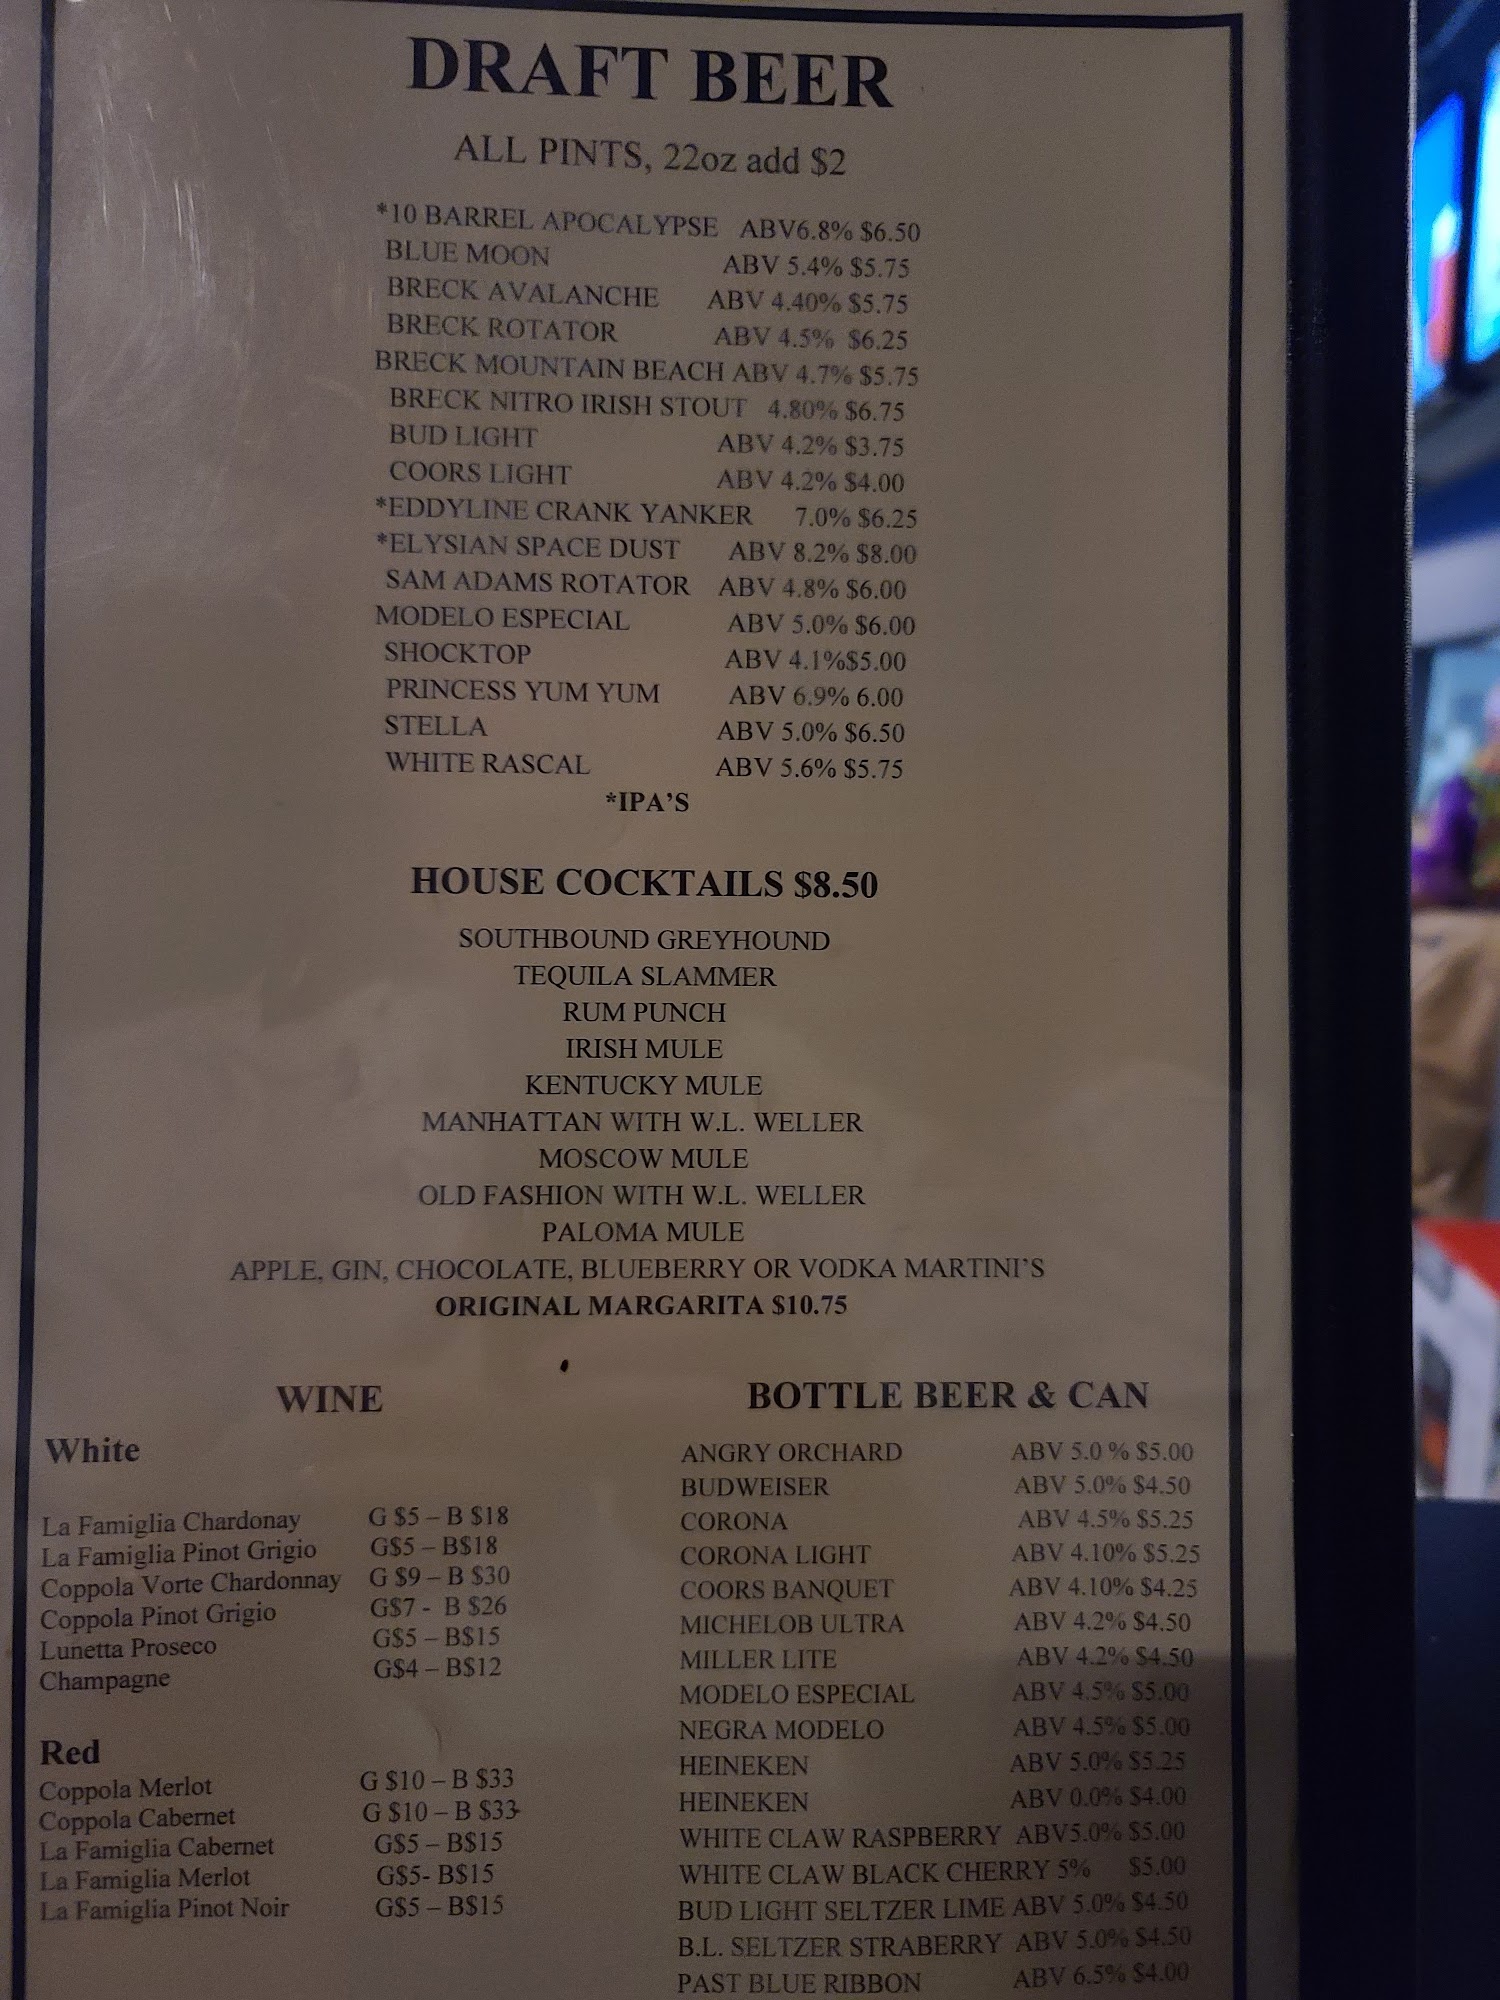 DRAFT BEER
ALL PINTS, 22oz add $2
*10 BARREL APOCALYPSE ABV6.8% $6.50
BLUE MOON ABV 5.4% $5.75
BRECK AVALANCHE ABV 4.40% $5.75
BRECK ROTATOR ABV 4.5% $6.25
BRECK MOUNTAIN BEACH ABV 4.7% $5.75
BRECK NITRO IRISH STOUT 4.80% $6.75
BUD LIGHT ABV 4.2% $3.75
COORS LIGHT ABV 4.2% $4.00
*EDDYLINE CRANK YANKER 7.0% $6.25
*ELYSIAN SPACE DUST ABV 8.2% $8.00
SAM ADAMS ROTATOR ABV 4.8% $6.00
MODELO ESPECIAL ABV 5.0% $6.00
SHOCKTOP ABV 4.1%$5.00
PRINCESS YUM YUM ABV 6.9% 6.00
STELLA ABV 5.0% $6.50
WHITE RASCAL ABV 5.6% $5.75
*IPA'S
HOUSE COCKTAILS $8.50
SOUTHBOUND GREYHOUND
TEQUILA SLAMMER
RUM PUNCH
IRISH MULE
KENTUCKY MULE
MANHATTAN WITH W.L. WELLER
MOSCOW MULE
OLD FASHION WITH W.L. WELLER
PALOMA MULE
APPLE, GIN, CHOCOLATE, BLUEBERRY OR VODKA MARTINI'S
ORIGINAL MARGARITA $10.75
WINE
White
La Famiglia Chardonay G $5 – B $18
La Famiglia Pinot Grigio G$5 – B$18
Coppola Vorte Chardonnay G $9 – B $30
Coppola Pinot Grigio G$7 - B $26
Lunetta Proseco G$5 – B$15
Champagne G$4 – B$12
Red
Coppola Merlot G $10 – B $33
Coppola Cabernet G $10 – B $33
La Famiglia Cabernet G$5 – B$15
La Famiglia Merlot G$5- B$15
La Famiglia Pinot Noir G$5 – B$15
BOTTLE BEER & CAN
ANGRY ORCHARD ABV 5.0 % $5.00
BUDWEISER ABV 5.0% $4.50
CORONA ABV 4.5% $5.25
CORONA LIGHT ABV 4.10% $5.25
COORS BANQUET ABV 4.10% $4.25
MICHELOB ULTRA ABV 4.2% $4.50
MILLER LITE ABV 4.2% $4.50
MODELO ESPECIAL ABV 4.5% $5.00
NEGRA MODELO ABV 4.5% $5.00
HEINEKEN ABV 5.0% $5.25
HEINEKEN ABV 0.0% $4.00
WHITE CLAW RASPBERRY ABV5.0% $5.00
WHITE CLAW BLACK CHERRY 5% $5.00
BUD LIGHT SELTZER LIME ABV 5.0% $4.50
B.L. SELTZER STRABERRY ABV 5.0% $4.50
PAST BLUE RIBBON ABV 6.5% $4.00